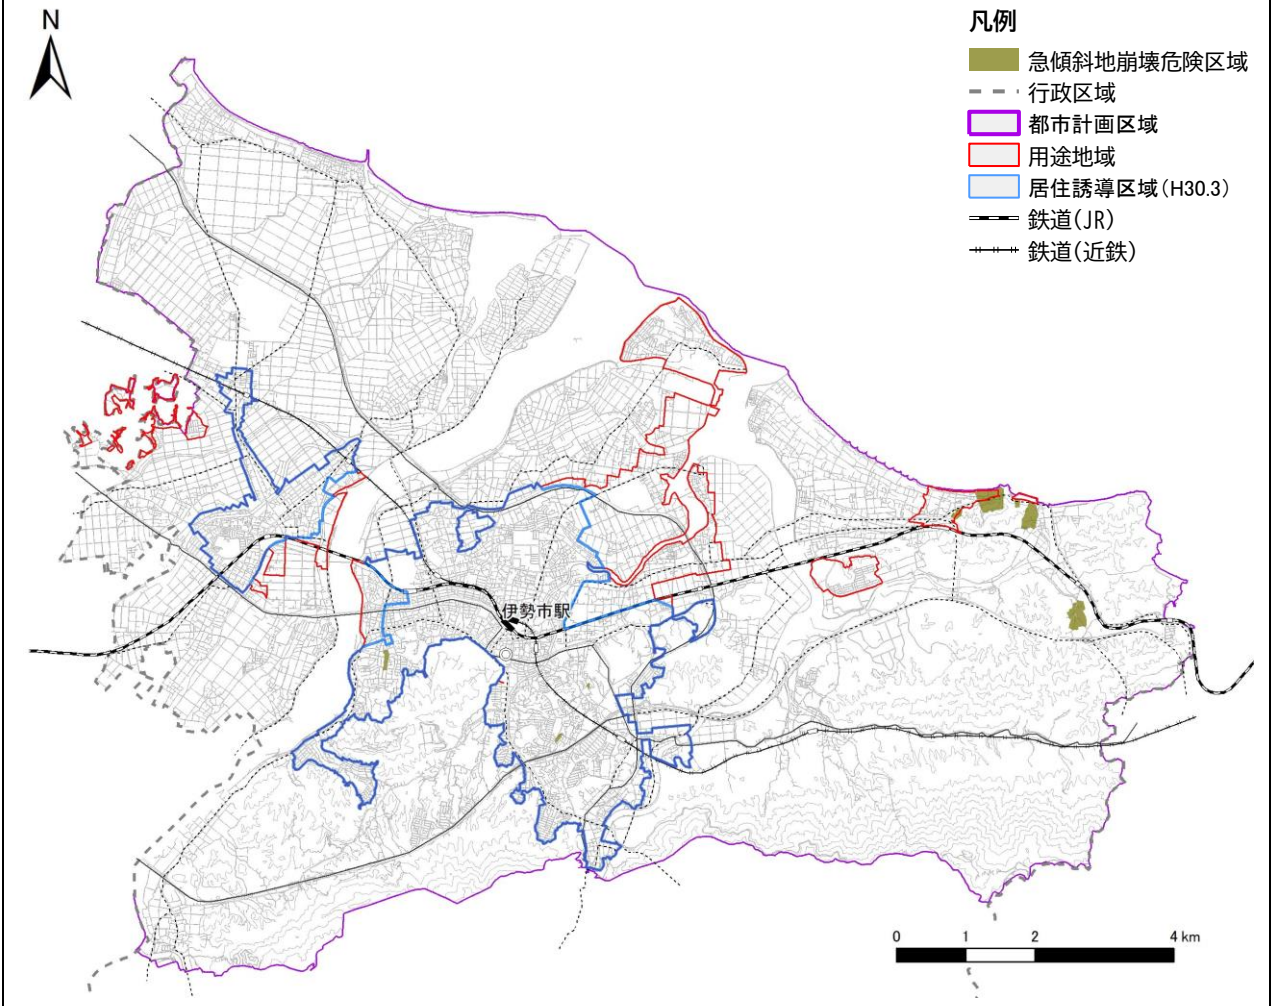 N
凡例
急傾斜地崩壊危険区域
行政区域
都市計画区域
用途地域
居住誘導区域(H30.3)
鉄道(JR)
鉄道(近鉄)
伊勢市駅
0 1 2 4 km